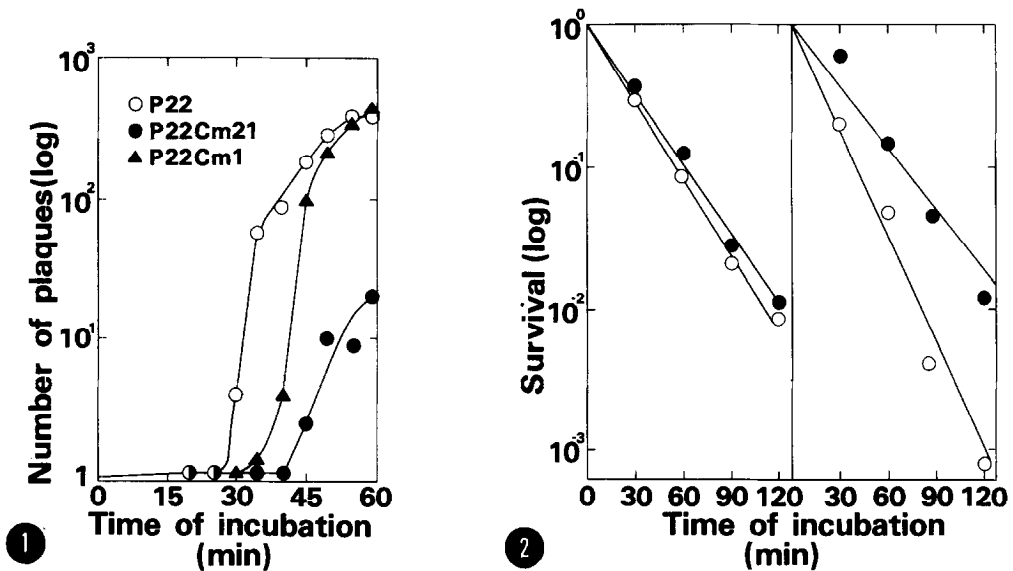 Number of plaques (log)
10³
10²
10¹
1
P22
P22Cm21
P22Cm1
0 15 30 45 60
Time of incubation
(min)
1
Survival (log)
10⁰
10⁻¹
10⁻²
10⁻³
0 30 60 90 120 30 60 90 120
Time of incubation
(min)
2